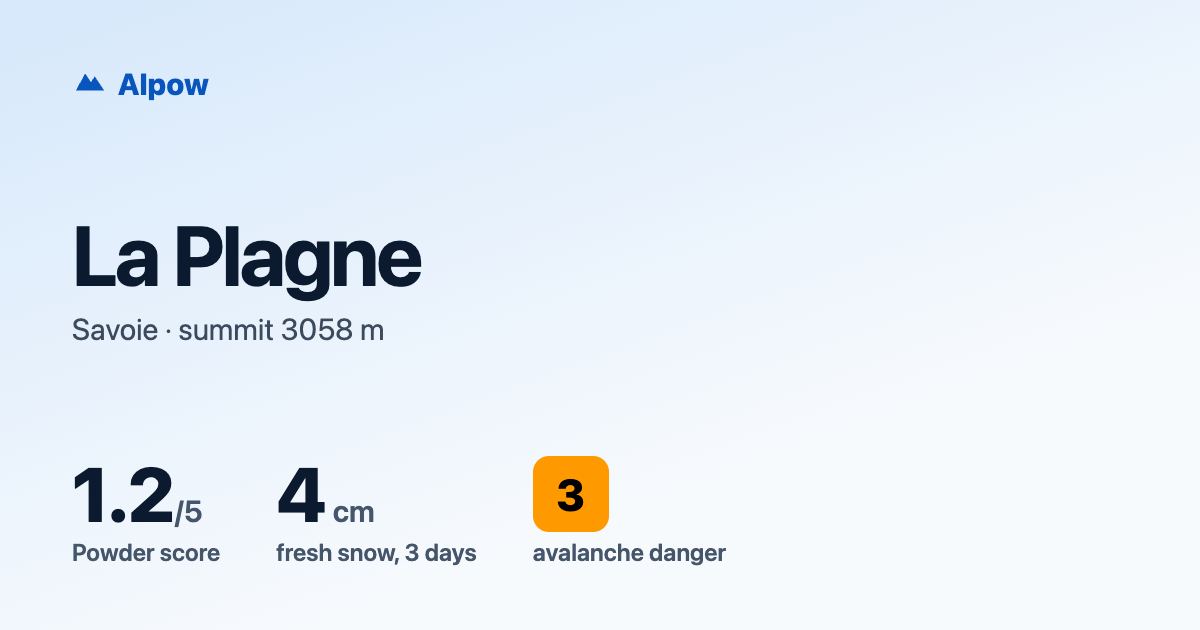 Alpow
La Plagne
Savoie · summit 3058 m
1.2/5
Powder score
4 cm
fresh snow, 3 days
3
avalanche danger